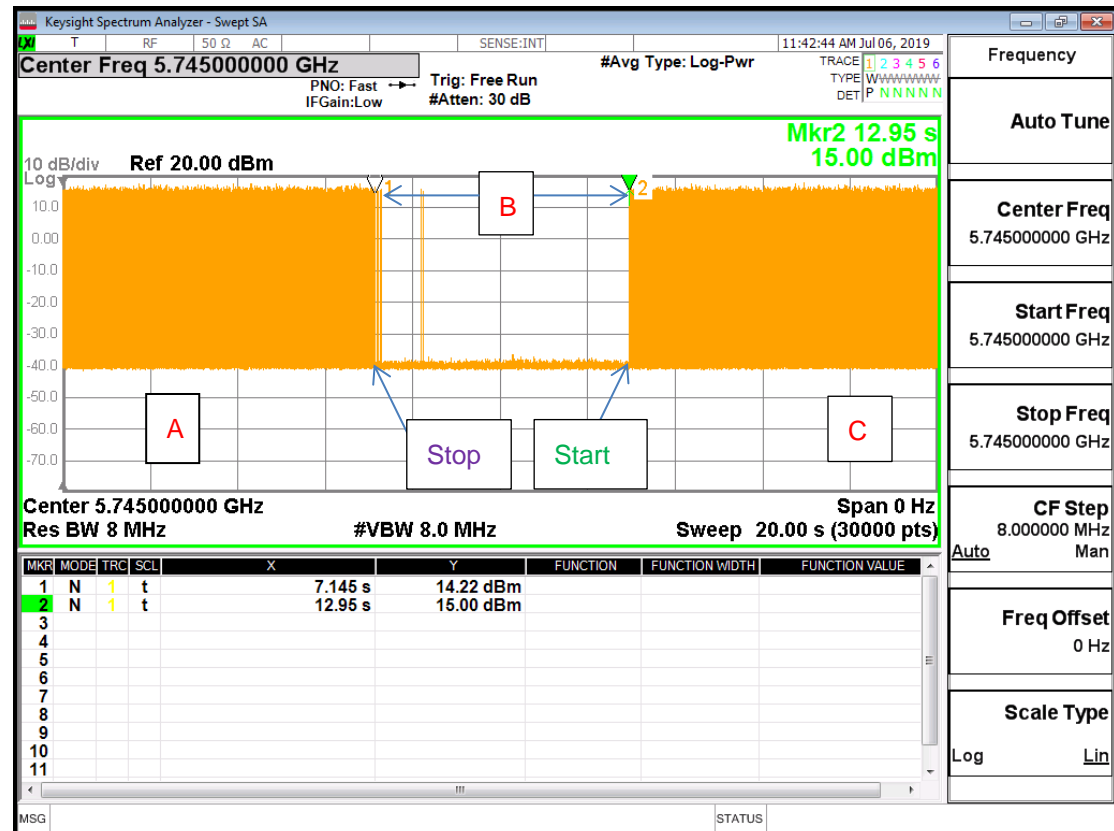 Keysight Spectrum Analyzer - Swept SA
LXI T RF 50 Ω AC SENSE:INT 11:42:44 AM Jul 06, 2019
Center Freq 5.745000000 GHz #Avg Type: Log-Pwr TRACE 1 2 3 4 5 6
PNO: Fast Trig: Free Run TYPE WWWWWW
IFGain:Low #Atten: 30 dB DET P N N N N N
Mkr2 12.95 s
15.00 dBm
10 dB/div Ref 20.00 dBm
Log
1
2
B
10.0
0.00
-10.0
-20.0
-30.0
-40.0
-50.0
-60.0
-70.0
A
Stop
Start
C
Center 5.745000000 GHz Span 0 Hz
Res BW 8 MHz #VBW 8.0 MHz Sweep 20.00 s (30000 pts)
MKR MODE TRC SCL X Y FUNCTION FUNCTION WIDTH FUNCTION VALUE
1 N 1 t 7.145 s 14.22 dBm
2 N 1 t 12.95 s 15.00 dBm
3
4
5
6
7
8
9
10
11
MSG STATUS
Frequency
Auto Tune
Center Freq
5.745000000 GHz
Start Freq
5.745000000 GHz
Stop Freq
5.745000000 GHz
CF Step
8.000000 MHz
Auto Man
Freq Offset
0 Hz
Scale Type
Log Lin